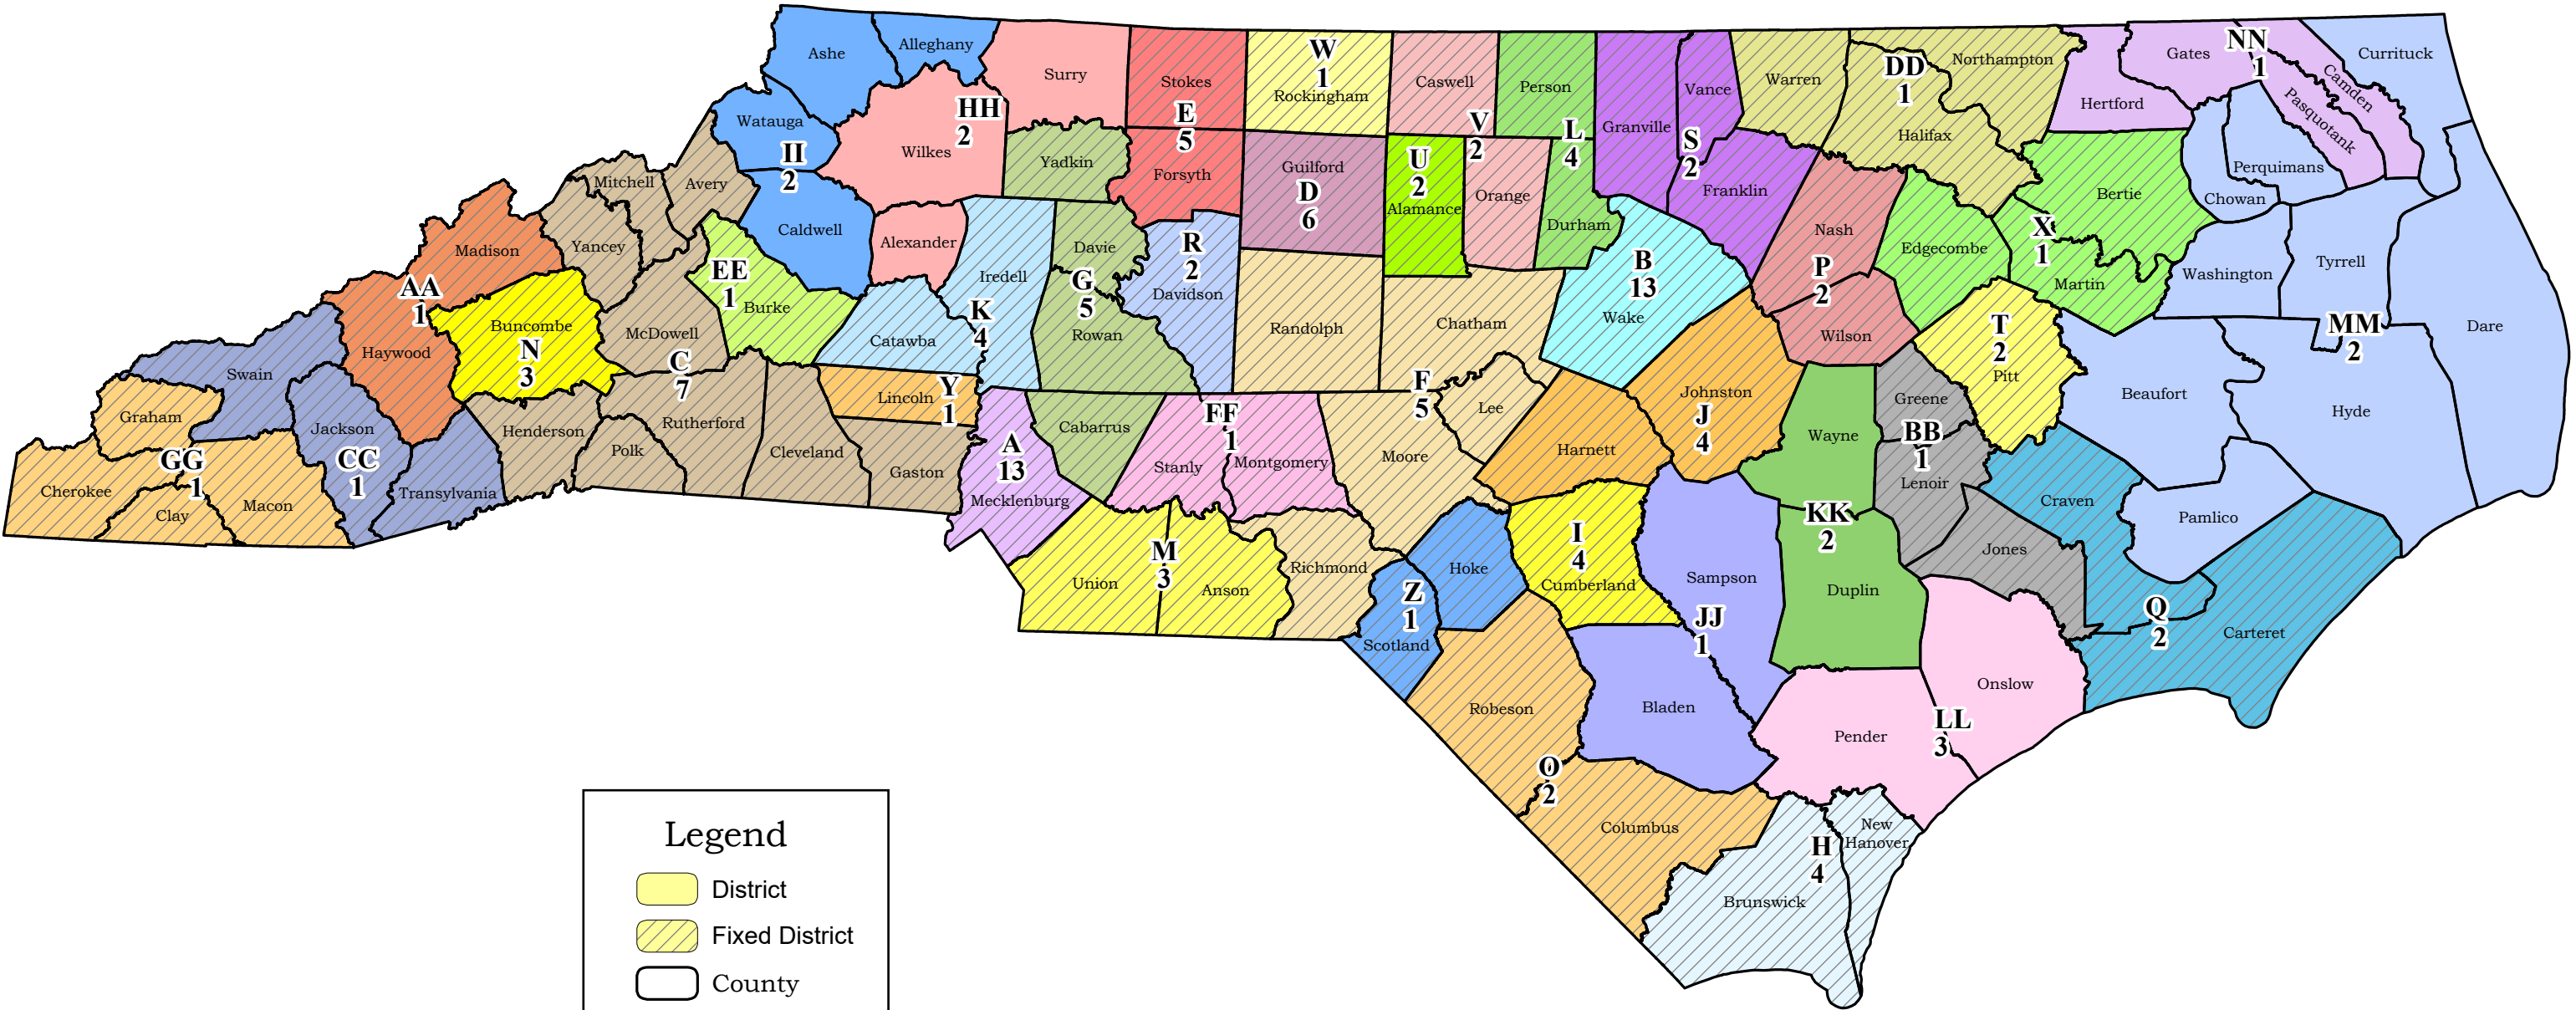 Ashe
Alleghany
Surry
Stokes
E
5
W
1
Rockingham
Caswell
Person
Granville
Vance
Warren
DD
1
Northampton
Halifax
Hertford
Gates
NN
1
Camden
Pasquotank
Currituck
Perquimans
Chowan
Watauga
II
2
Wilkes
HH
2
Yadkin
Forsyth
Guilford
D
6
U
2
Alamance
V
2
Orange
L
4
Durham
S
2
Franklin
Nash
P
2
Edgecombe
Bertie
X
1
Martin
Washington
Tyrrell
MM
2
Dare
Mitchell
Avery
Yancey
Caldwell
Alexander
Iredell
Davie
G
5
Rowan
R
2
Davidson
Randolph
Chatham
B
13
Wake
Wilson
T
2
Pitt
Beaufort
Hyde
Madison
AA
1
Haywood
Buncombe
N
3
McDowell
C
7
EE
1
Burke
Catawba
K
4
Lincoln
Y
1
Swain
Graham
Jackson
CC
1
Transylvania
Henderson
Polk
Rutherford
Cleveland
Gaston
A
13
Mecklenburg
Cabarrus
FF
1
Stanly
Montgomery
Moore
F
5
Lee
Harnett
Johnston
J
4
Wayne
Greene
BB
1
Lenoir
Craven
Pamlico
Cherokee
GG
1
Clay
Macon
Union
M
3
Anson
Richmond
Z
1
Scotland
Hoke
I
4
Cumberland
Sampson
JJ
1
KK
2
Duplin
Jones
Q
2
Carteret
Robeson
Bladen
Pender
LL
3
Onslow
O
2
Columbus
H
4
Brunswick
New
Hanover
Legend
District
Fixed District
County